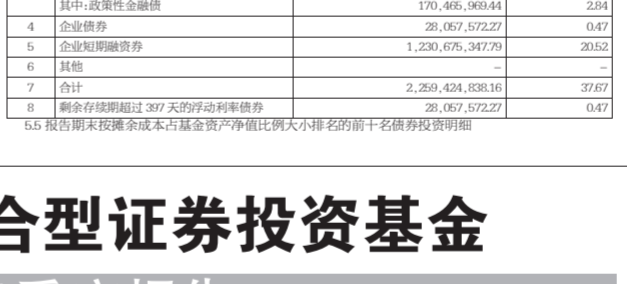 其中:政策性金融债 170,465,969.44 2.84
4 企业债券 28,057,572.27 0.47
5 企业短期融资券 1,230,675,347.79 20.52
6 其他 - -
7 合计 2,259,424,838.16 37.67
8 剩余存续期超过 397 天的浮动利率债券 28,057,572.27 0.47
5.5 报告期末按摊余成本占基金资产净值比例大小排名的前十名债券投资明细
合型证券投资基金